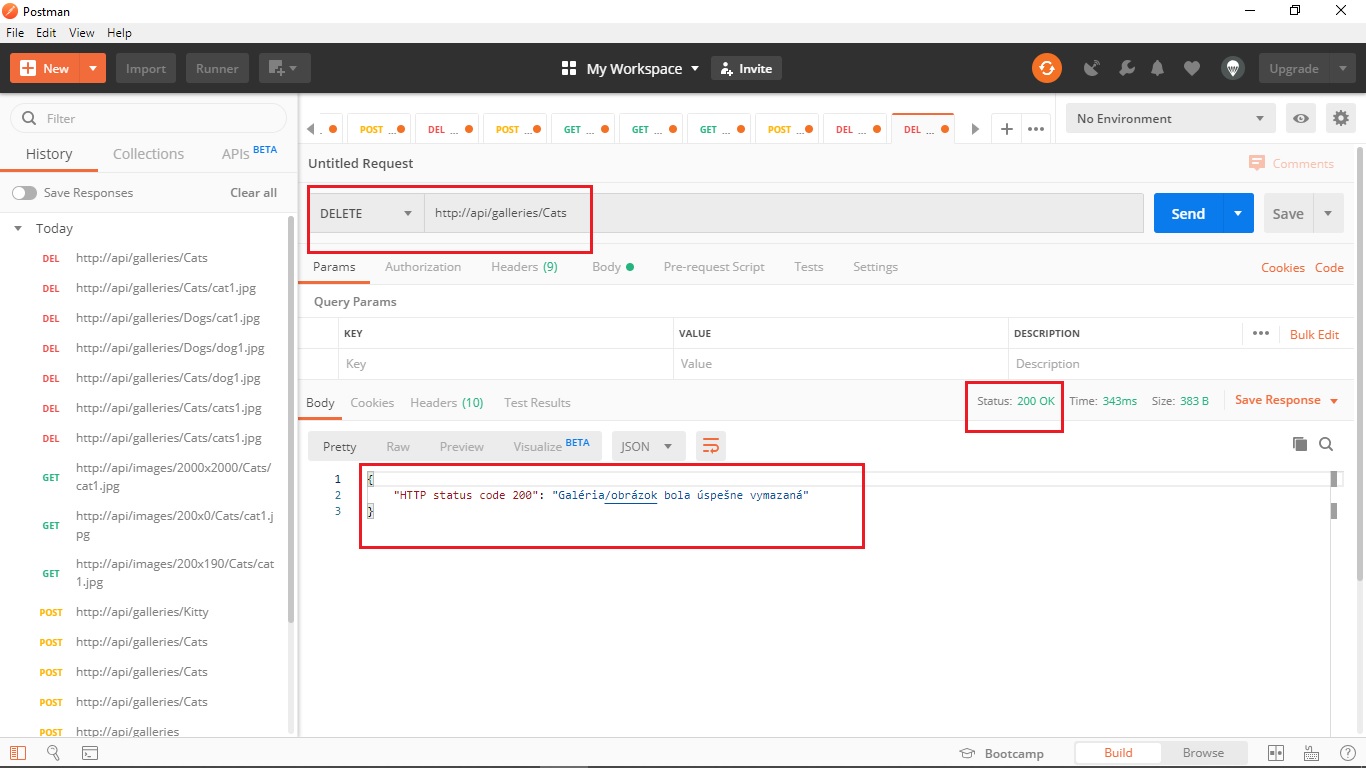 Postman
File Edit View Help
New Import Runner My Workspace Invite Upgrade
Filter
History Collections APIs BETA
Save Responses Clear all
Today
DEL http://api/galleries/Cats
DEL http://api/galleries/Cats/cat1.jpg
DEL http://api/galleries/Dogs/cat1.jpg
DEL http://api/galleries/Dogs/dog1.jpg
DEL http://api/galleries/Cats/dog1.jpg
DEL http://api/galleries/Cats/cats1.jpg
DEL http://api/galleries/Cats/cats1.jpg
GET http://api/images/2000x2000/Cats/
cat1.jpg
GET http://api/images/200x0/Cats/cat1.j
pg
GET http://api/images/200x190/Cats/cat
1.jpg
POST http://api/galleries/Kitty
POST http://api/galleries/Cats
POST http://api/galleries/Cats
POST http://api/galleries/Cats
POST http://api/galleries
. POST ... DEL ... POST ... GET ... GET ... GET ... POST ... DEL ... DEL ... No Environment
Untitled Request Comments
DELETE http://api/galleries/Cats Send Save
Params Authorization Headers (9) Body Pre-request Script Tests Settings Cookies Code
Query Params
KEY VALUE DESCRIPTION Bulk Edit
Key Value Description
Body Cookies Headers (10) Test Results Status: 200 OK Time: 343ms Size: 383 B Save Response
Pretty Raw Preview Visualize BETA JSON
1 {
2 "HTTP status code 200": "Galéria/obrázok bola úspešne vymazaná"
3 }
Bootcamp Build Browse